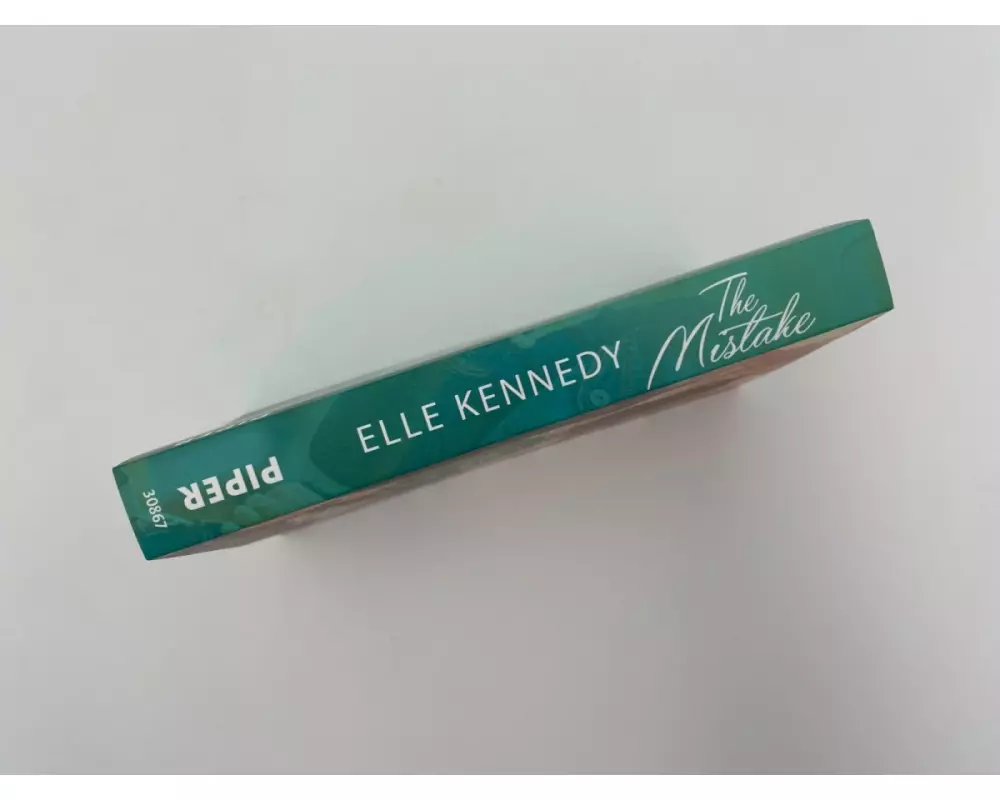 ELLE KENNEDY
The
Mistake
PIPER
30867